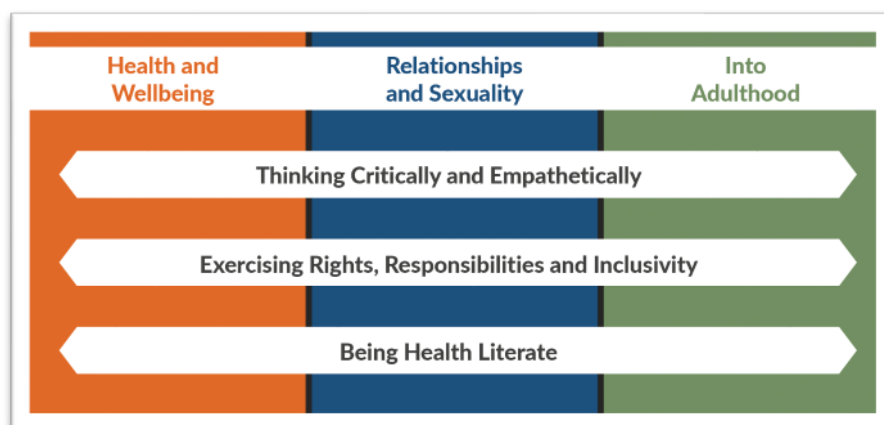 Health and
Wellbeing
Relationships
and Sexuality
Into
Adulthood
Thinking Critically and Empathetically
Exercising Rights, Responsibilities and Inclusivity
Being Health Literate